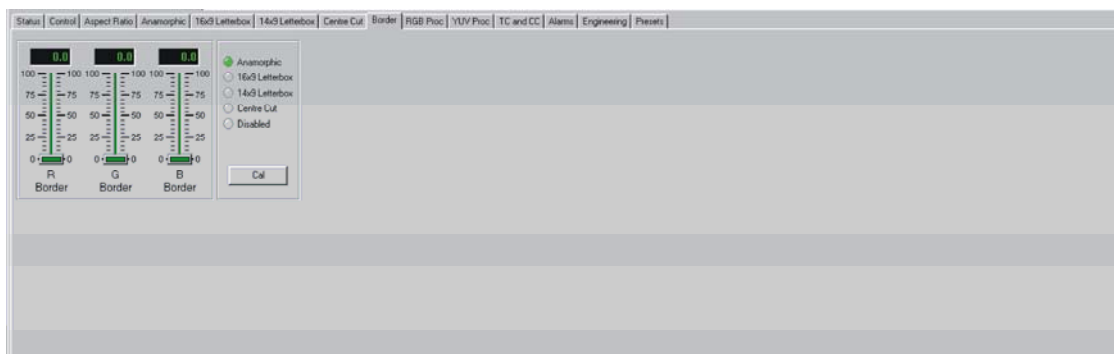 Status Control Aspect Ratio Anamorphic 16x9 Letterbox 14x9 Letterbox Centre Cut Border RGB Proc YUV Proc TC and CC Alarms Engineering Presets
0.0 0.0 0.0
100 100 100 100 100 100
75 75 75 75 75 75
50 50 50 50 50 50
25 25 25 25 25 25
0 0 0 0 0 0
R G B
Border Border Border
Anamorphic
16x9 Letterbox
14x9 Letterbox
Centre Cut
Disabled
Cal